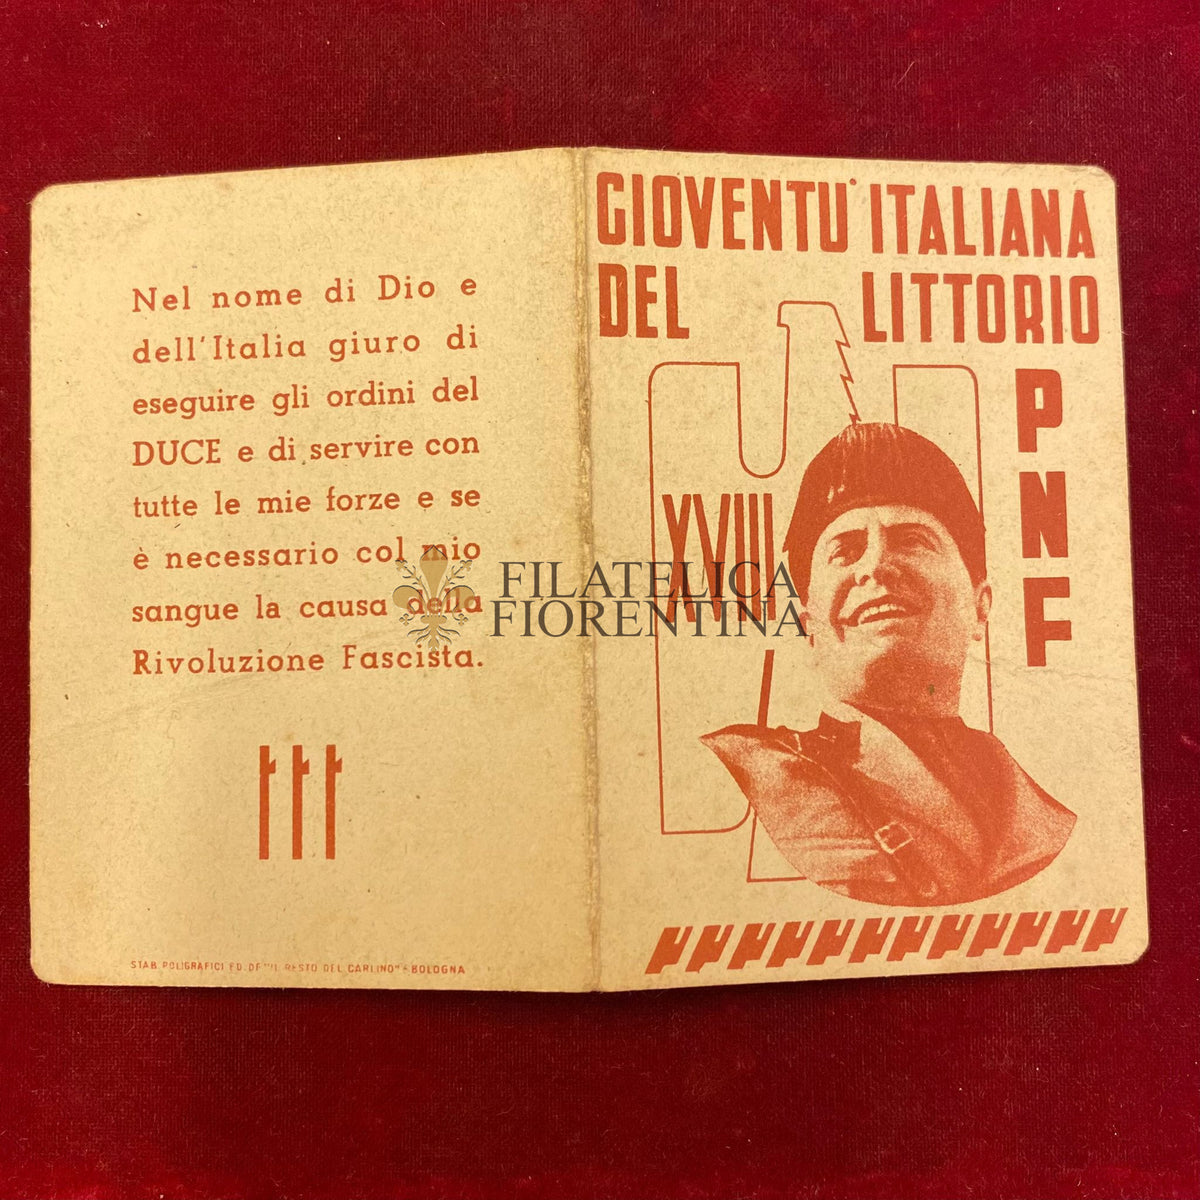 Nel nome di Dio e
dell'Italia giuro di
eseguire gli ordini del
DUCE e di servire con
tutte le mie forze e se
è necessario col mio
sangue la causa della
Rivoluzione Fascista.
STAB. POLIGRAFICI ED. DE "IL RESTO DEL CARLINO" - BOLOGNA
GIOVENTU' ITALIANA
DEL LITTORIO
P
N
F
XVIII
FILATELICA
FIORENTINA